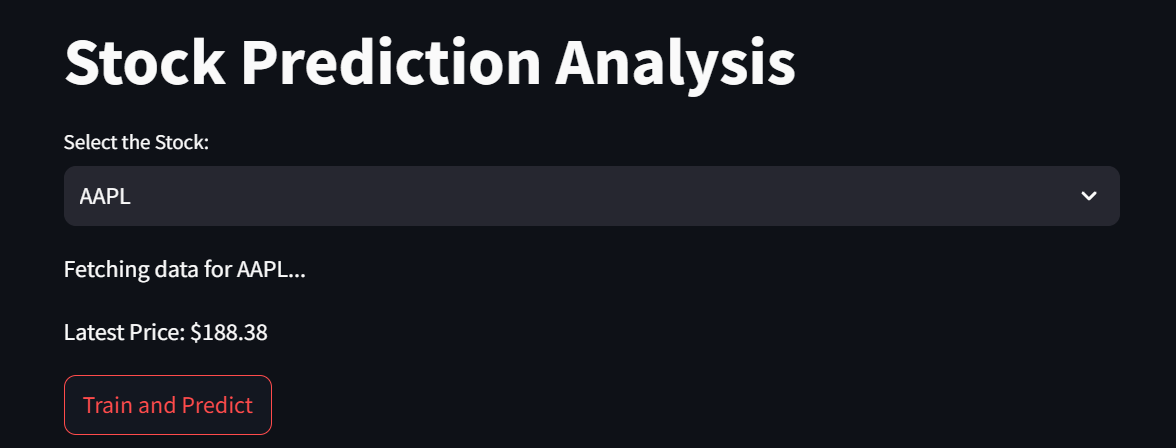 Stock Prediction Analysis
Select the Stock:
AAPL
Fetching data for AAPL...
Latest Price: $188.38
Train and Predict